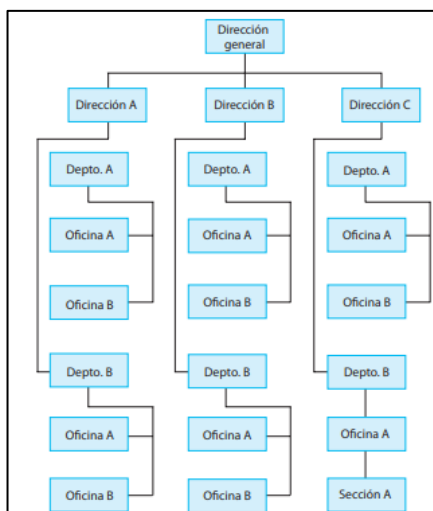 Dirección
general
Dirección A
Dirección B
Dirección C
Depto. A
Depto. A
Depto. A
Oficina A
Oficina A
Oficina A
Oficina B
Oficina B
Oficina B
Depto. B
Depto. B
Depto. B
Oficina A
Oficina A
Oficina A
Oficina B
Oficina B
Sección A